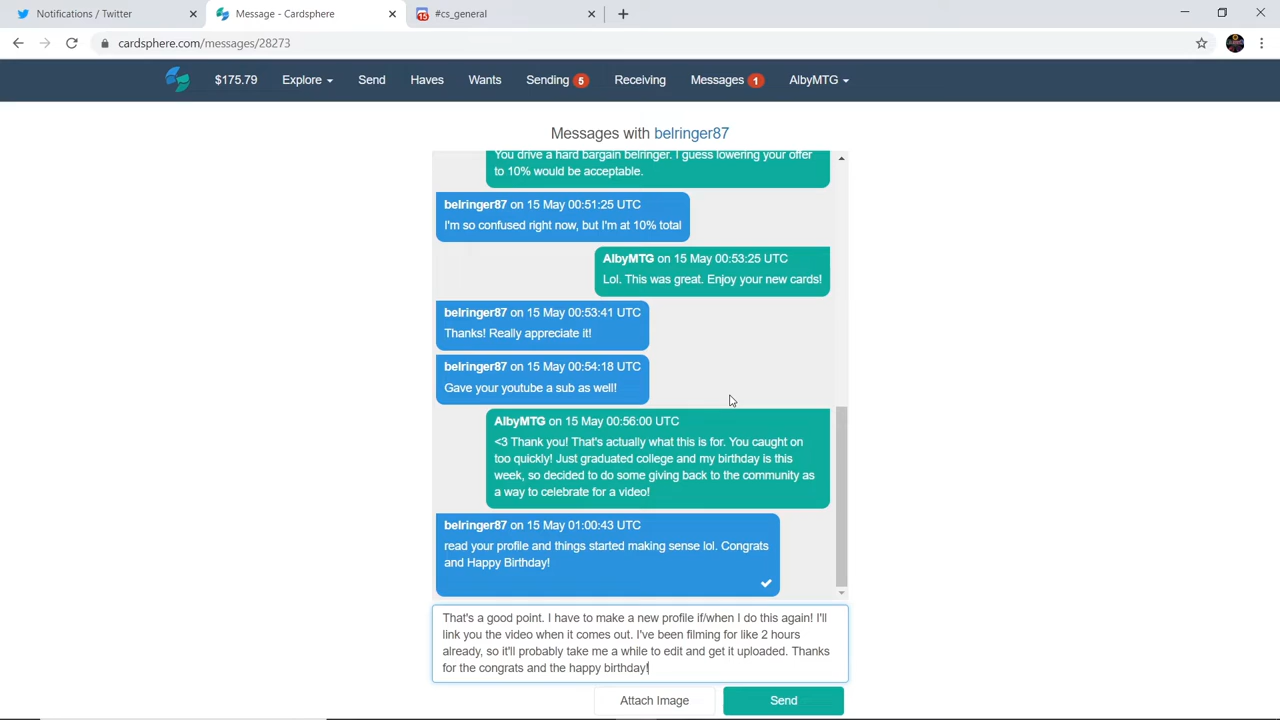 Notifications / Twitter
Message - Cardsphere
15
#cs_general
cardsphere.com/messages/28273
$175.79 Explore Send Haves Wants Sending 5 Receiving Messages 1 AlbyMTG
Messages with belringer87
You drive a hard bargain belringer. I guess lowering your offer
to 10% would be acceptable.
belringer87 on 15 May 00:51:25 UTC
I'm so confused right now, but I'm at 10% total
AlbyMTG on 15 May 00:53:25 UTC
Lol. This was great. Enjoy your new cards!
belringer87 on 15 May 00:53:41 UTC
Thanks! Really appreciate it!
belringer87 on 15 May 00:54:18 UTC
Gave your youtube a sub as well!
AlbyMTG on 15 May 00:56:00 UTC
<3 Thank you! That's actually what this is for. You caught on
too quickly! Just graduated college and my birthday is this
week, so decided to do some giving back to the community as
a way to celebrate for a video!
belringer87 on 15 May 01:00:43 UTC
read your profile and things started making sense lol. Congrats
and Happy Birthday!
That's a good point. I have to make a new profile if/when I do this again! I'll
link you the video when it comes out. I've been filming for like 2 hours
already, so it'll probably take me a while to edit and get it uploaded. Thanks
for the congrats and the happy birthday!
Attach Image
Send